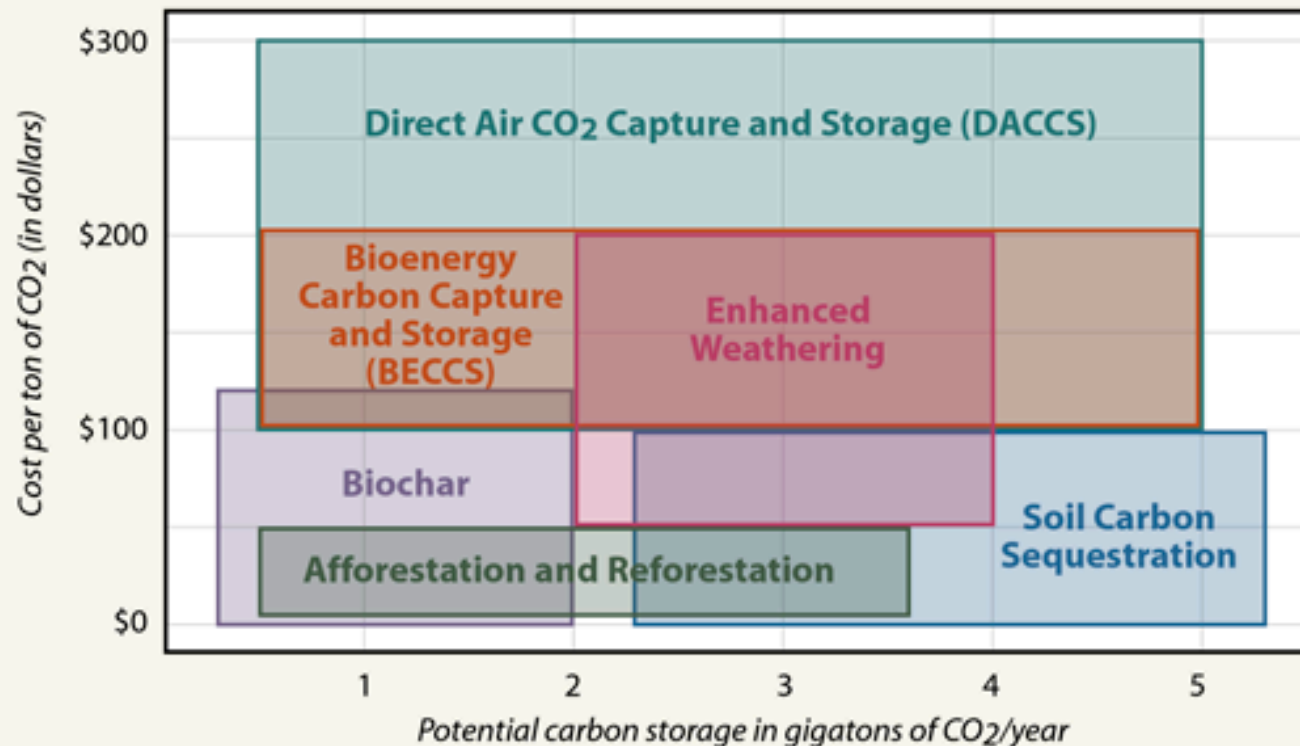 Cost per ton of CO2 (in dollars)
$300
$200
$100
$0
Direct Air CO2 Capture and Storage (DACCS)
Bioenergy
Carbon Capture
and Storage
(BECCS)
Enhanced
Weathering
Biochar
Soil Carbon
Sequestration
Afforestation and Reforestation
1 2 3 4 5
Potential carbon storage in gigatons of CO2/year